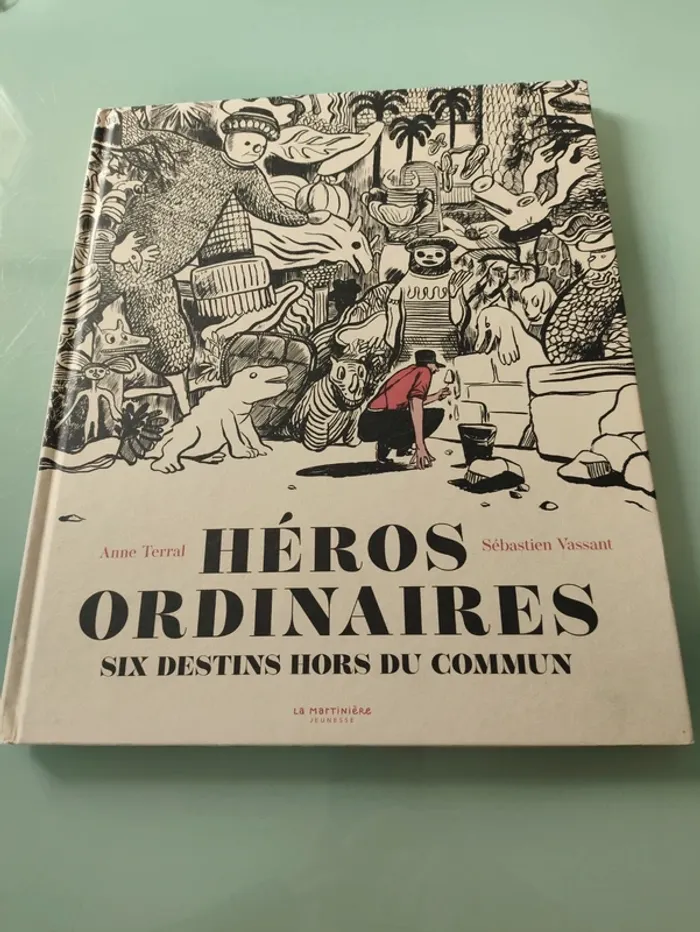 Anne Terral
HÉROS
Sébastien Vassant
ORDINAIRES
SIX DESTINS HORS DU COMMUN
La MaRTINIèRe
JEUNESSE